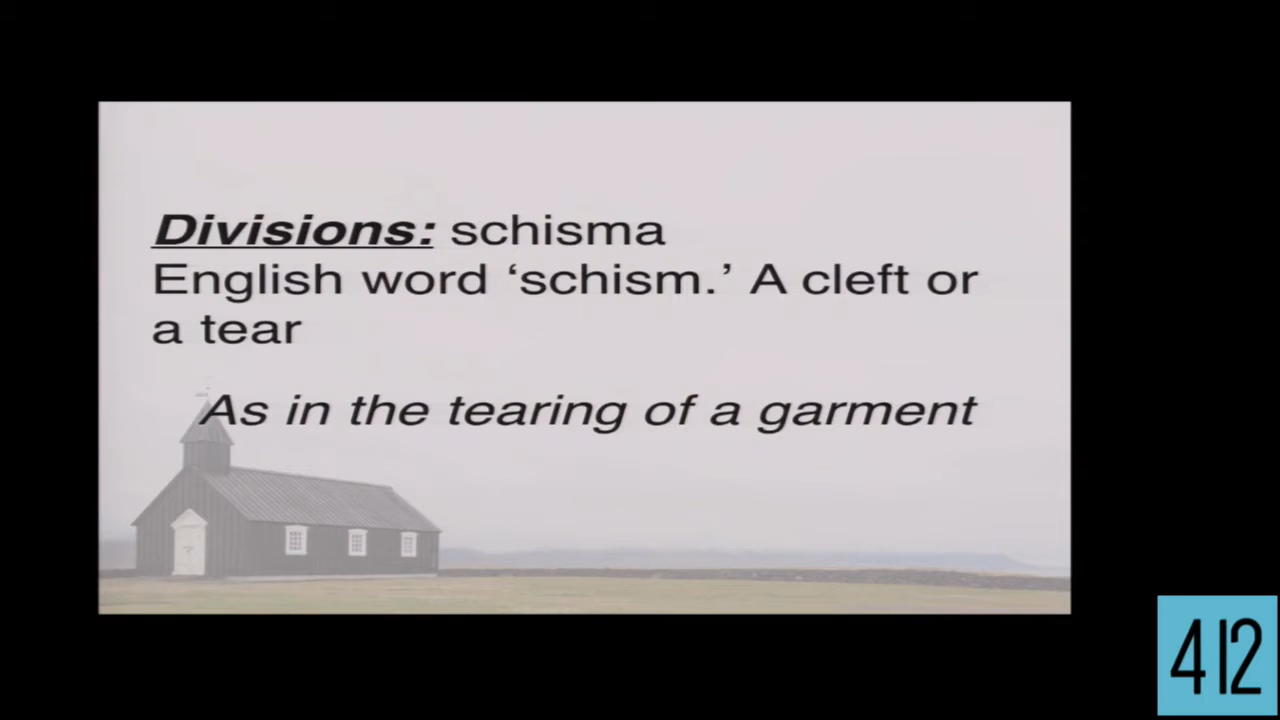 Divisions: schisma
English word ‘schism.’ A cleft or
a tear
As in the tearing of a garment
412